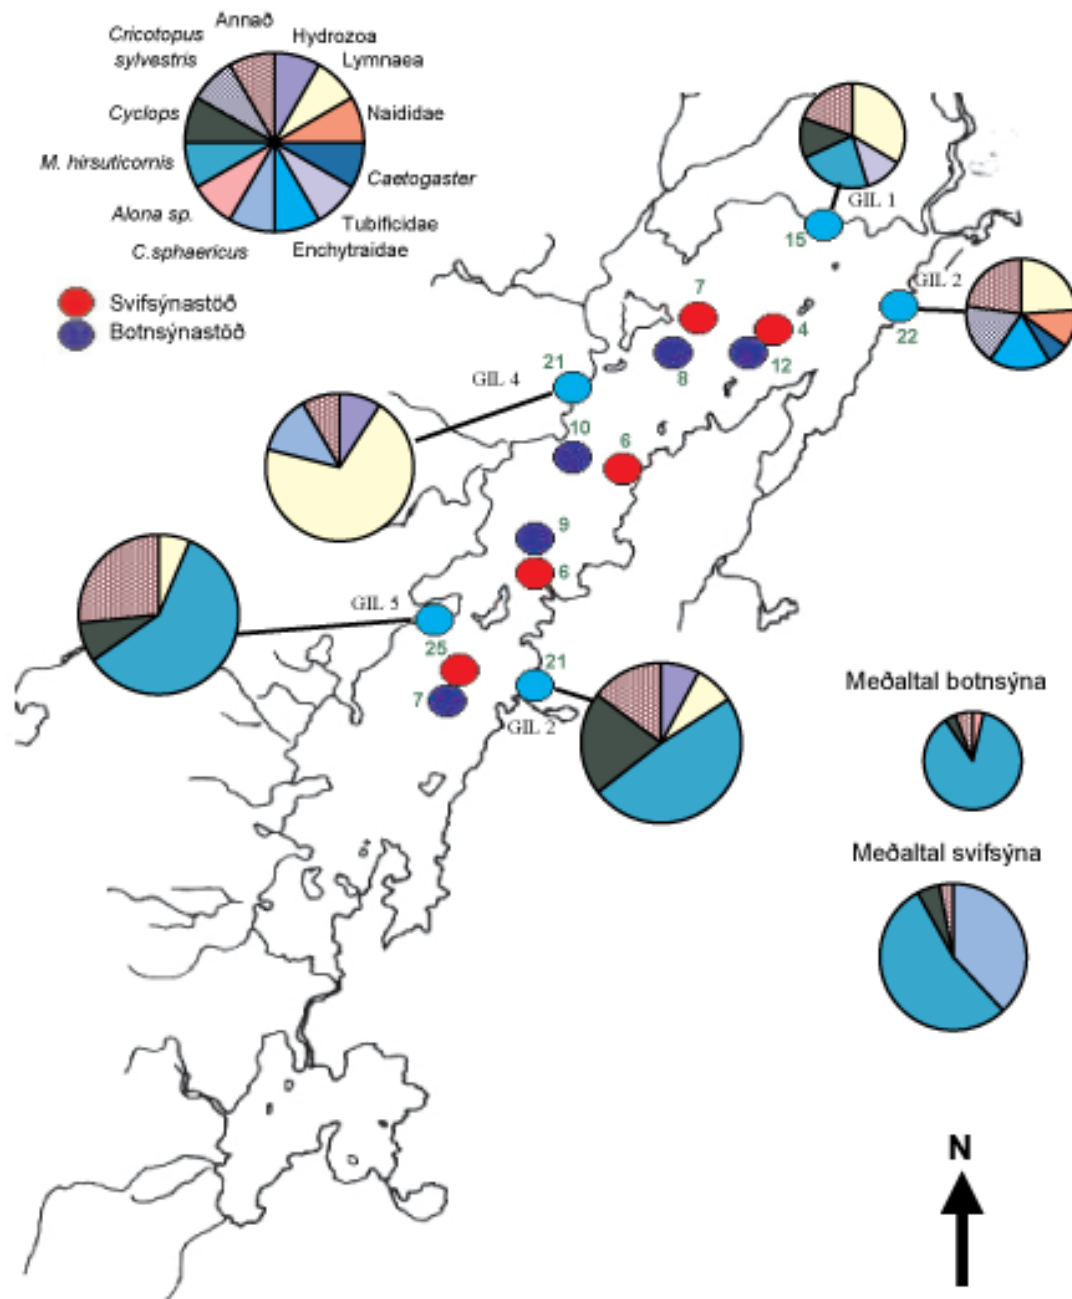 Annað
Cricotopus
sylvestris
Hydrozoa
Lymnaea
Cyclops
Naididae
M. hirsuticornis
Caetogaster
Alona sp.
Tubificidae
C.sphaericus
Enchytraidae
Svifsýnastöð
Botnsýnastöð
GIL 1
15
GIL 2
22
7
4
8
12
21
GIL 4
10
6
9
6
GIL 5
25
7
21
GIL 2
Meðaltal botnsýna
Meðaltal svifsýna
N